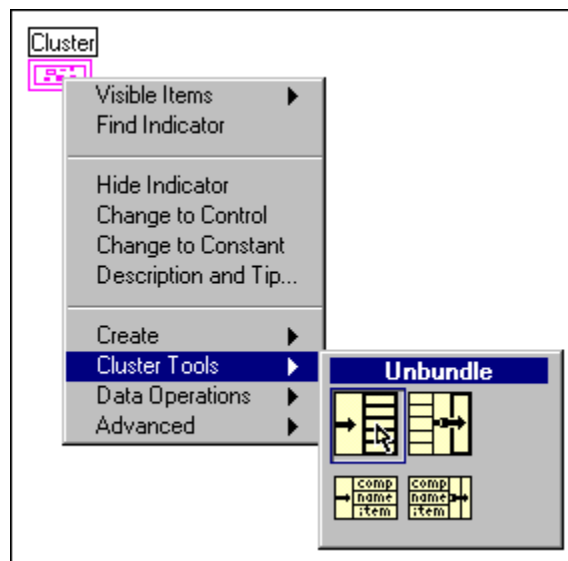 Cluster
Visible Items
Find Indicator
Hide Indicator
Change to Control
Change to Constant
Description and Tip...
Create
Cluster Tools
Data Operations
Advanced
Unbundle
comp comp
name name
item item